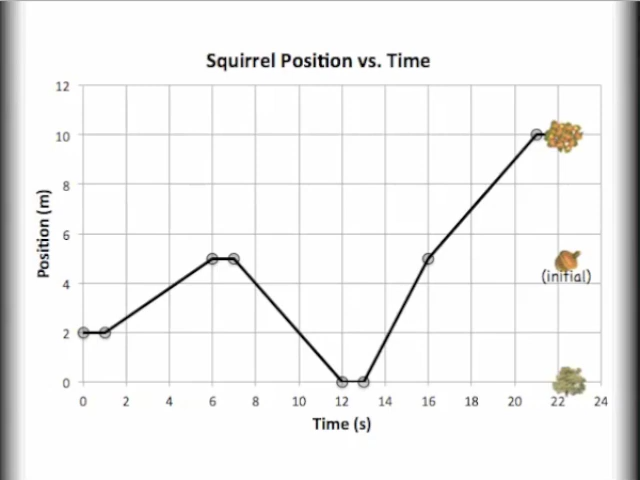 Squirrel Position vs. Time
12
10
8
6
4
2
0
Position (m)
(initial)
0 2 4 6 8 10 12 14 16 18 20 22 24
Time (s)